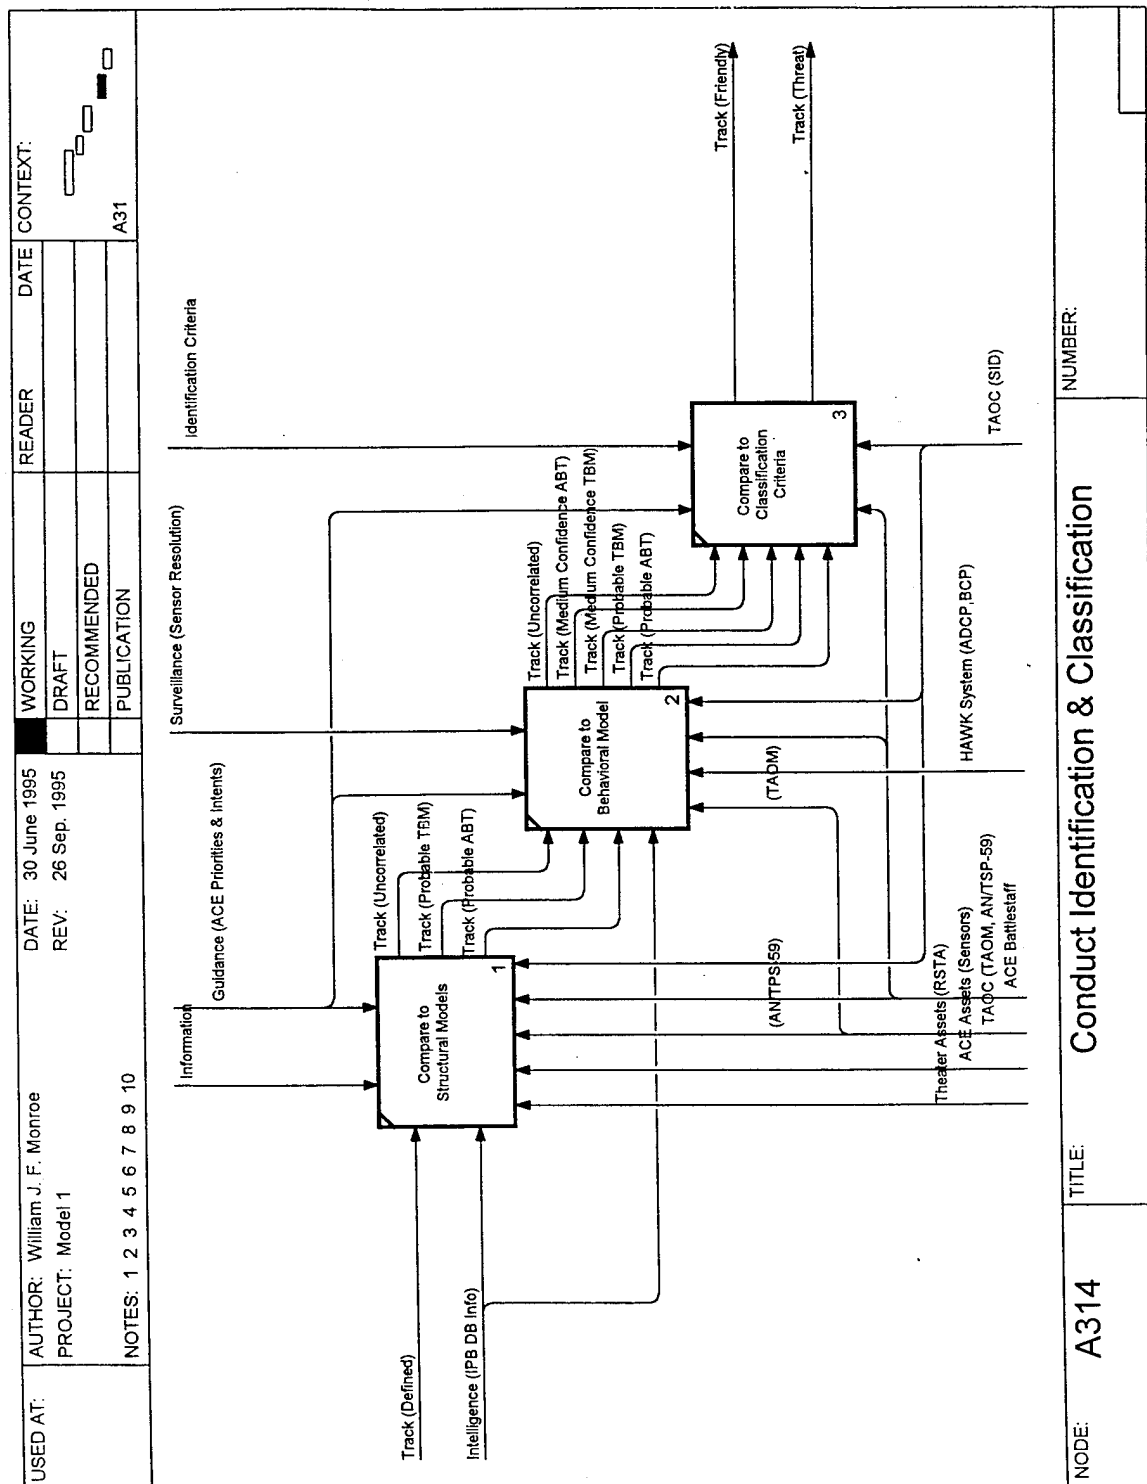 USED AT:
AUTHOR: William J. F. Monroe
PROJECT: Model 1
NOTES: 1 2 3 4 5 6 7 8 9 10
DATE: 30 June 1995
REV: 26 Sep. 1995
WORKING
DRAFT
RECOMMENDED
PUBLICATION
READER
DATE
CONTEXT:
A31
Information
Guidance (ACE Priorities & Intents)
Surveillance (Sensor Resolution)
Identification Criteria
Track (Defined)
Intelligence (IPB DB Info)
Compare to
Structural Models
1
Track (Uncorrelated)
Track (Probable TBM)
Track (Probable ABT)
Compare to
Behavioral Model
2
Track (Uncorrelated)
Track (Medium Confidence ABT)
Track (Medium Confidence TBM)
Track (Probable TBM)
Track (Probable ABT)
Compare to
Classification
Criteria
3
Track (Friendly)
Track (Threat)
(AN/TPS-59)
(TAOM)
Theater Assets (RSTA)
ACE Assets (Sensors)
TAOC (TAOM, AN/TSP-59)
ACE Battlestaff
HAWK System (ADCP,BCP)
TAOC (SID)
NODE:
A314
TITLE:
Conduct Identification & Classification
NUMBER: